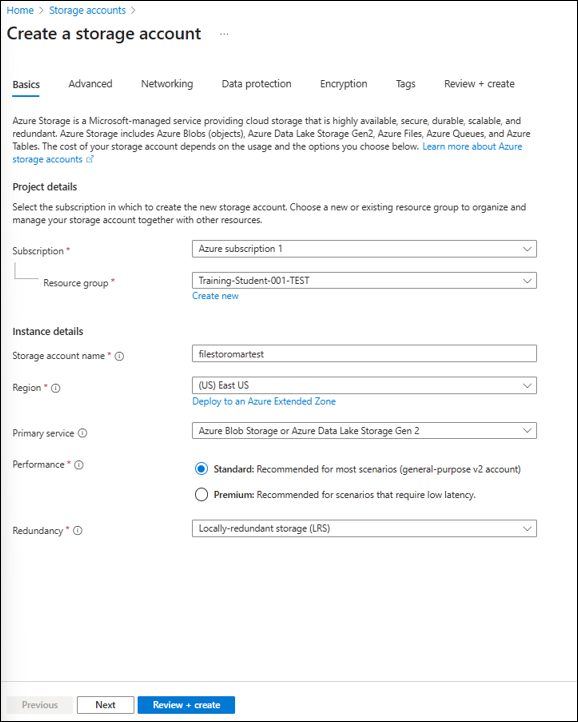 Home > Storage accounts >
Create a storage account ...
Basics Advanced Networking Data protection Encryption Tags Review + create
Azure Storage is a Microsoft-managed service providing cloud storage that is highly available, secure, durable, scalable, and
redundant. Azure Storage includes Azure Blobs (objects), Azure Data Lake Storage Gen2, Azure Files, Azure Queues, and Azure
Tables. The cost of your storage account depends on the usage and the options you choose below. Learn more about Azure
storage accounts
Project details
Select the subscription in which to create the new storage account. Choose a new or existing resource group to organize and
manage your storage account together with other resources.
Subscription * Azure subscription 1
Resource group * Training-Student-001-TEST
Create new
Instance details
Storage account name * filestoromartest
Region * (US) East US
Deploy to an Azure Extended Zone
Primary service Azure Blob Storage or Azure Data Lake Storage Gen 2
Performance * Standard: Recommended for most scenarios (general-purpose v2 account)
Premium: Recommended for scenarios that require low latency.
Redundancy * Locally-redundant storage (LRS)
Previous Next Review + create